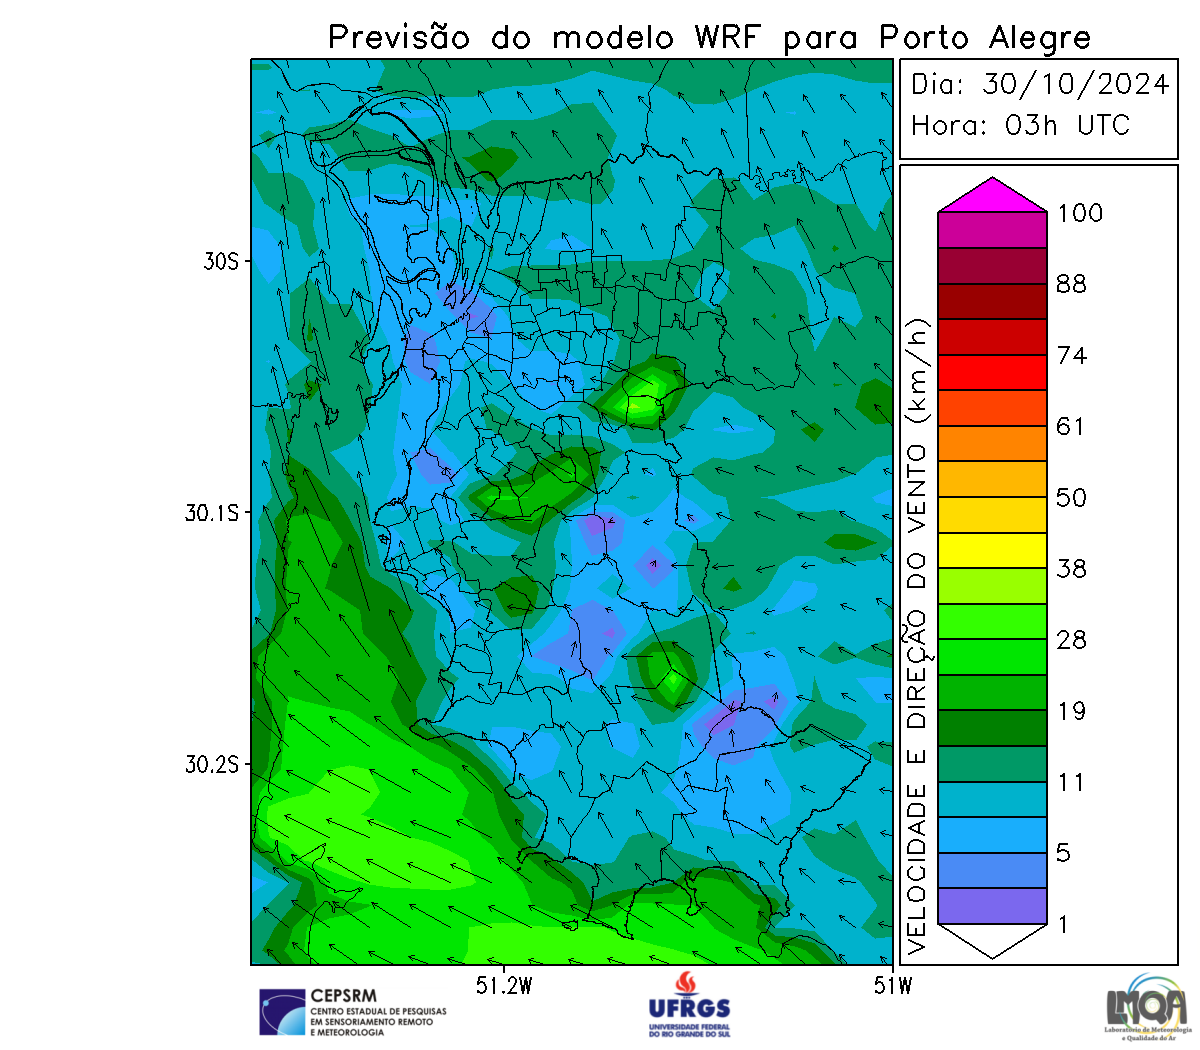 Previsão do modelo WRF para Porto Alegre
Dia: 30/10/2024
Hora: 03h UTC
30S
30.1S
30.2S
51.2W
51W
VELOCIDADE E DIREÇÃO DO VENTO (km/h)
100
88
74
61
50
38
28
19
11
5
1
CEPSRM
CENTRO ESTADUAL DE PESQUISAS
EM SENSORIAMENTO REMOTO
E METEOROLOGIA
UFRGS
UNIVERSIDADE FEDERAL
DO RIO GRANDE DO SUL
LMQA
Laboratório de Meteorologia
e Qualidade do Ar